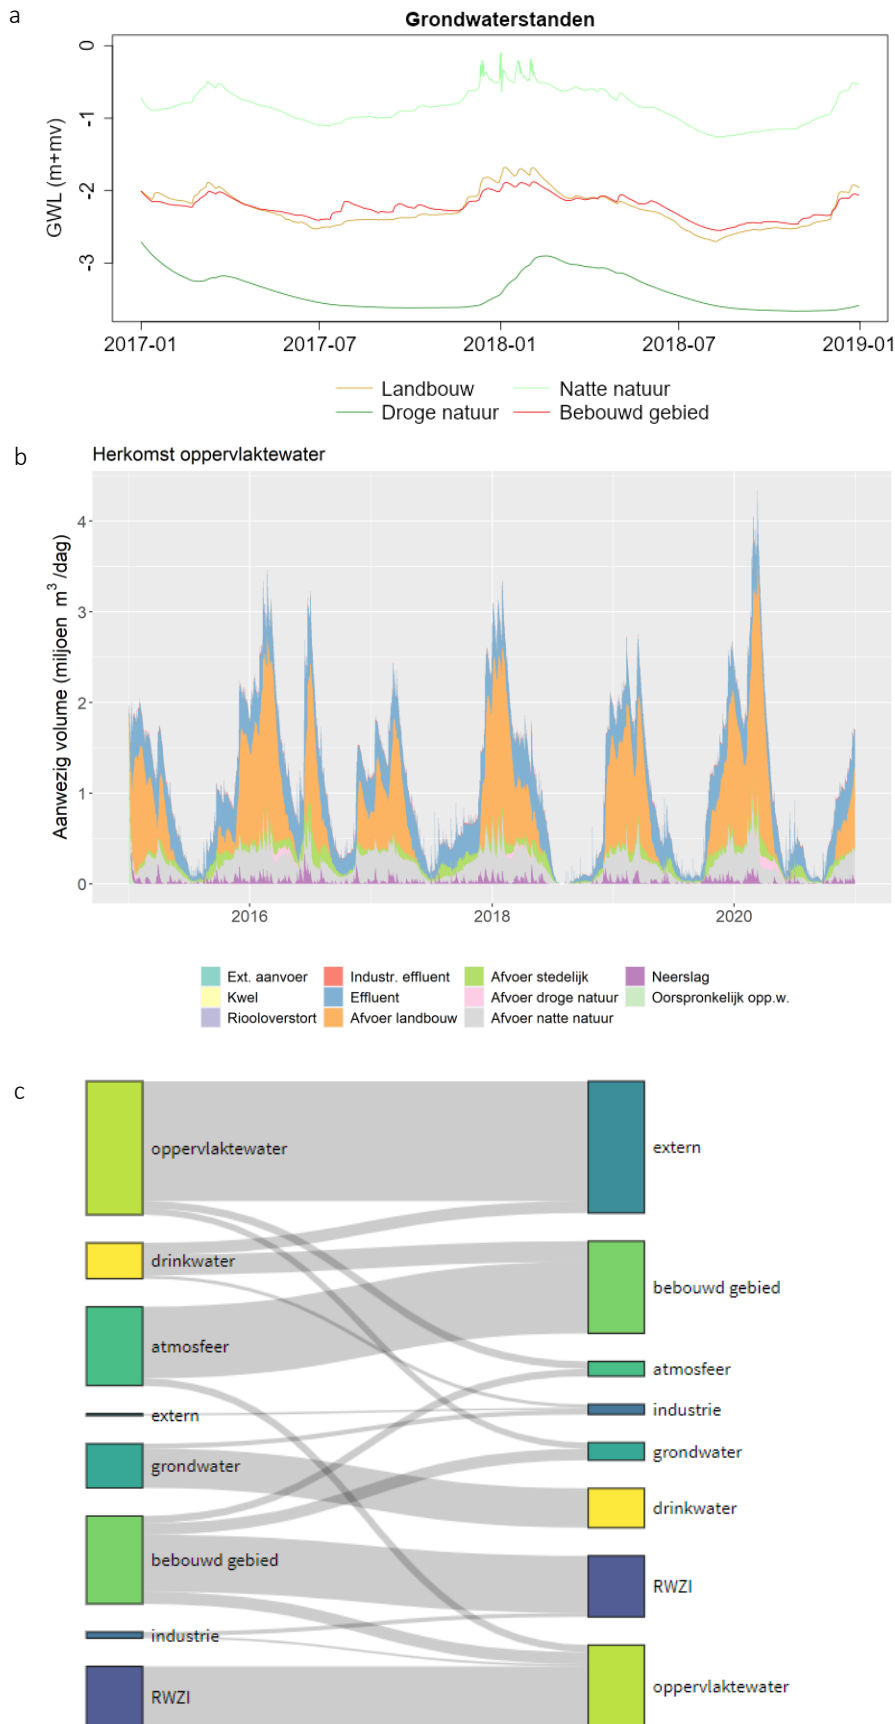 a
Grondwaterstanden
GWL (m+mv)
0
-1
-2
-3
2017-01 2017-07 2018-01 2018-07 2019-01
Landbouw Natte natuur
Droge natuur Bebouwd gebied
b
Herkomst oppervlaktewater
Aanwezig volume (miljoen m³ /dag)
4
3
2
1
0
2016 2018 2020
Ext. aanvoer Industr. effluent Afvoer stedelijk Neerslag
Kwel Effluent Afvoer droge natuur Oorspronkelijk opp.w.
Riooloverstort Afvoer landbouw Afvoer natte natuur
c
oppervlaktewater extern
drinkwater bebouwd gebied
atmosfeer atmosfeer
extern industrie
grondwater grondwater
drinkwater
bebouwd gebied RWZI
industrie
RWZI oppervlaktewater